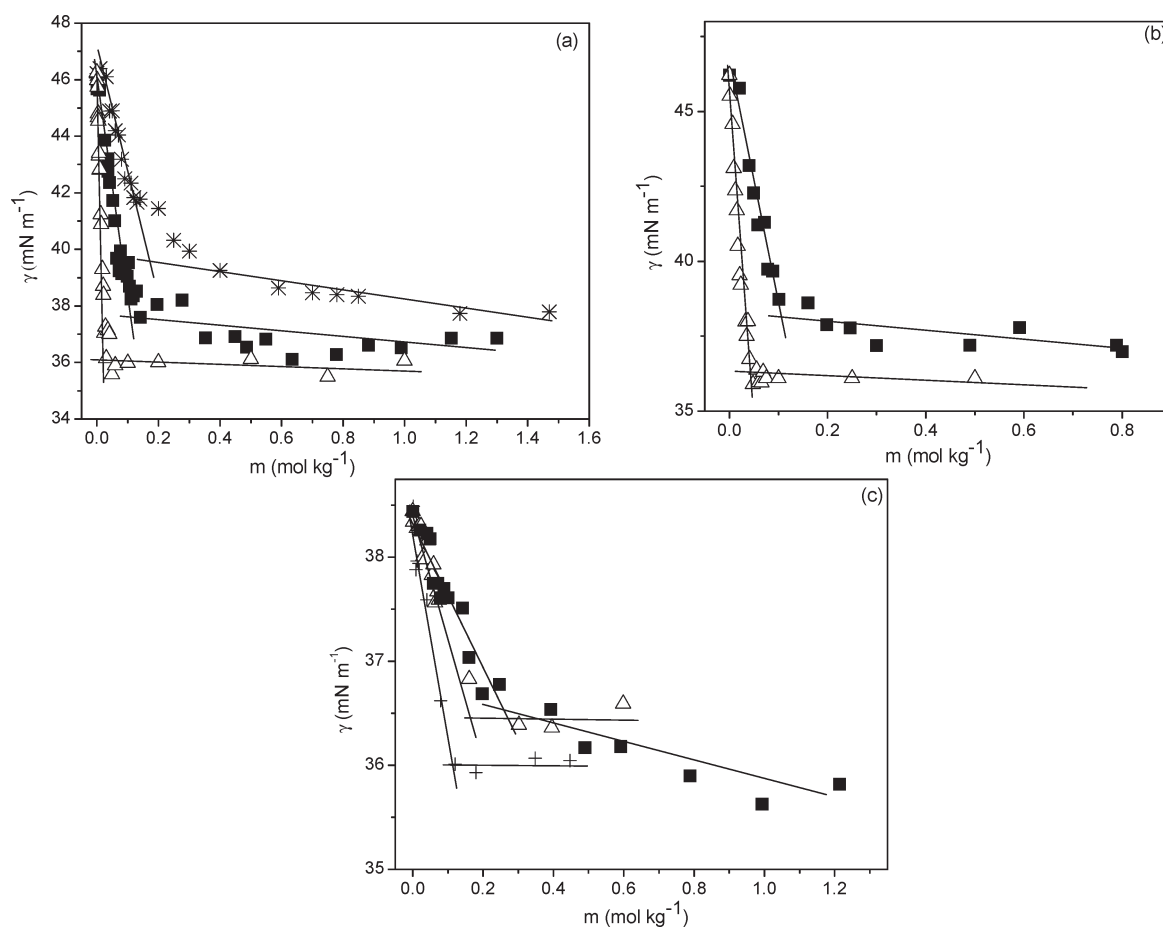 (a)
48
46
44
42
40
38
36
34
γ (mN m⁻¹)
0.0 0.2 0.4 0.6 0.8 1.0 1.2 1.4 1.6
m (mol kg⁻¹)
(b)
45
40
35
γ (mN m⁻¹)
0.0 0.2 0.4 0.6 0.8
m (mol kg⁻¹)
(c)
38
37
36
35
γ (mN m⁻¹)
0.0 0.2 0.4 0.6 0.8 1.0 1.2
m (mol kg⁻¹)